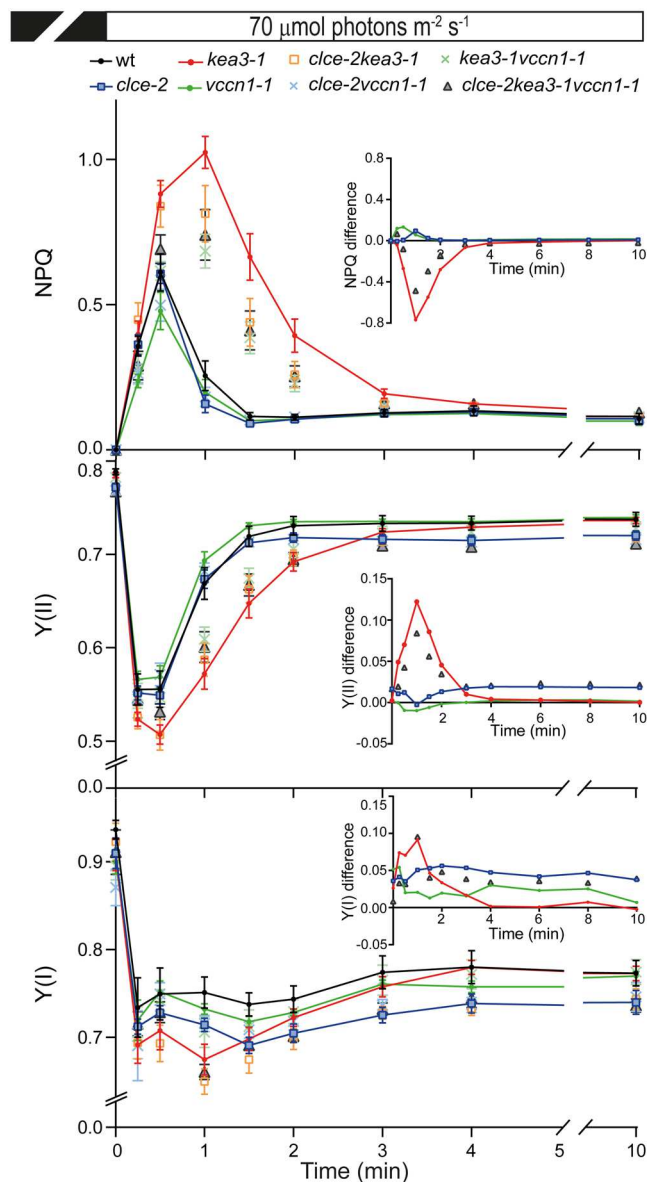 70 µmol photons m⁻² s⁻¹
wt kea3-1 clce-2kea3-1 kea3-1vccn1-1
clce-2 vccn1-1 clce-2vccn1-1 clce-2kea3-1vccn1-1
NPQ
1.0
0.5
0.0
NPQ difference
0.8
0.4
0.0
-0.4
-0.8
2 4 6 8 10
Time (min)
Y(II)
0.8
0.7
0.6
0.5
0.0
Y(II) difference
0.15
0.10
0.05
0.00
-0.05
2 4 6 8 10
Time (min)
Y(I)
0.9
0.8
0.7
0.0
Y(I) difference
0.15
0.10
0.05
0.00
-0.05
2 4 6 8 10
Time (min)
0 1 2 3 4 5 10
Time (min)